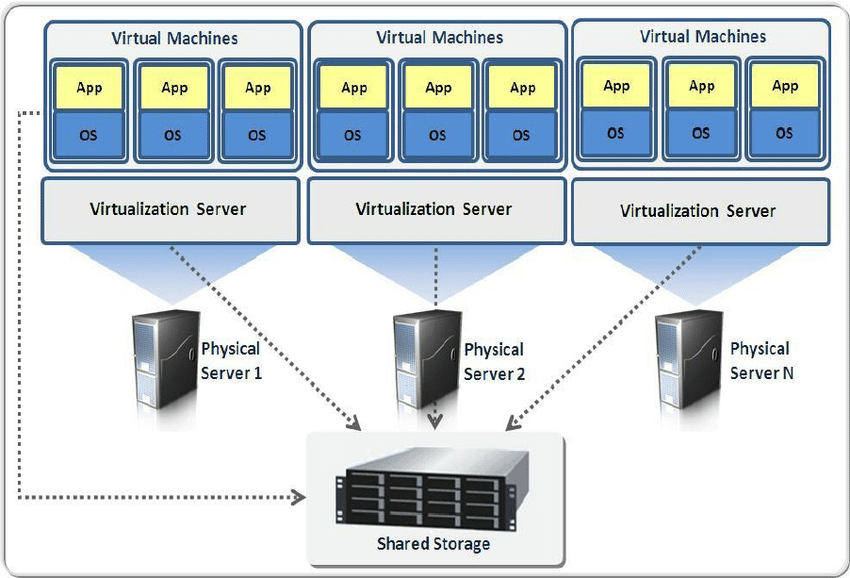 Virtual Machines
Virtual Machines
Virtual Machines
App App App
App App App
App App App
OS OS OS
OS OS OS
OS OS OS
Virtualization Server
Virtualization Server
Virtualization Server
Physical
Server 1
Physical
Server 2
Physical
Server N
Shared Storage